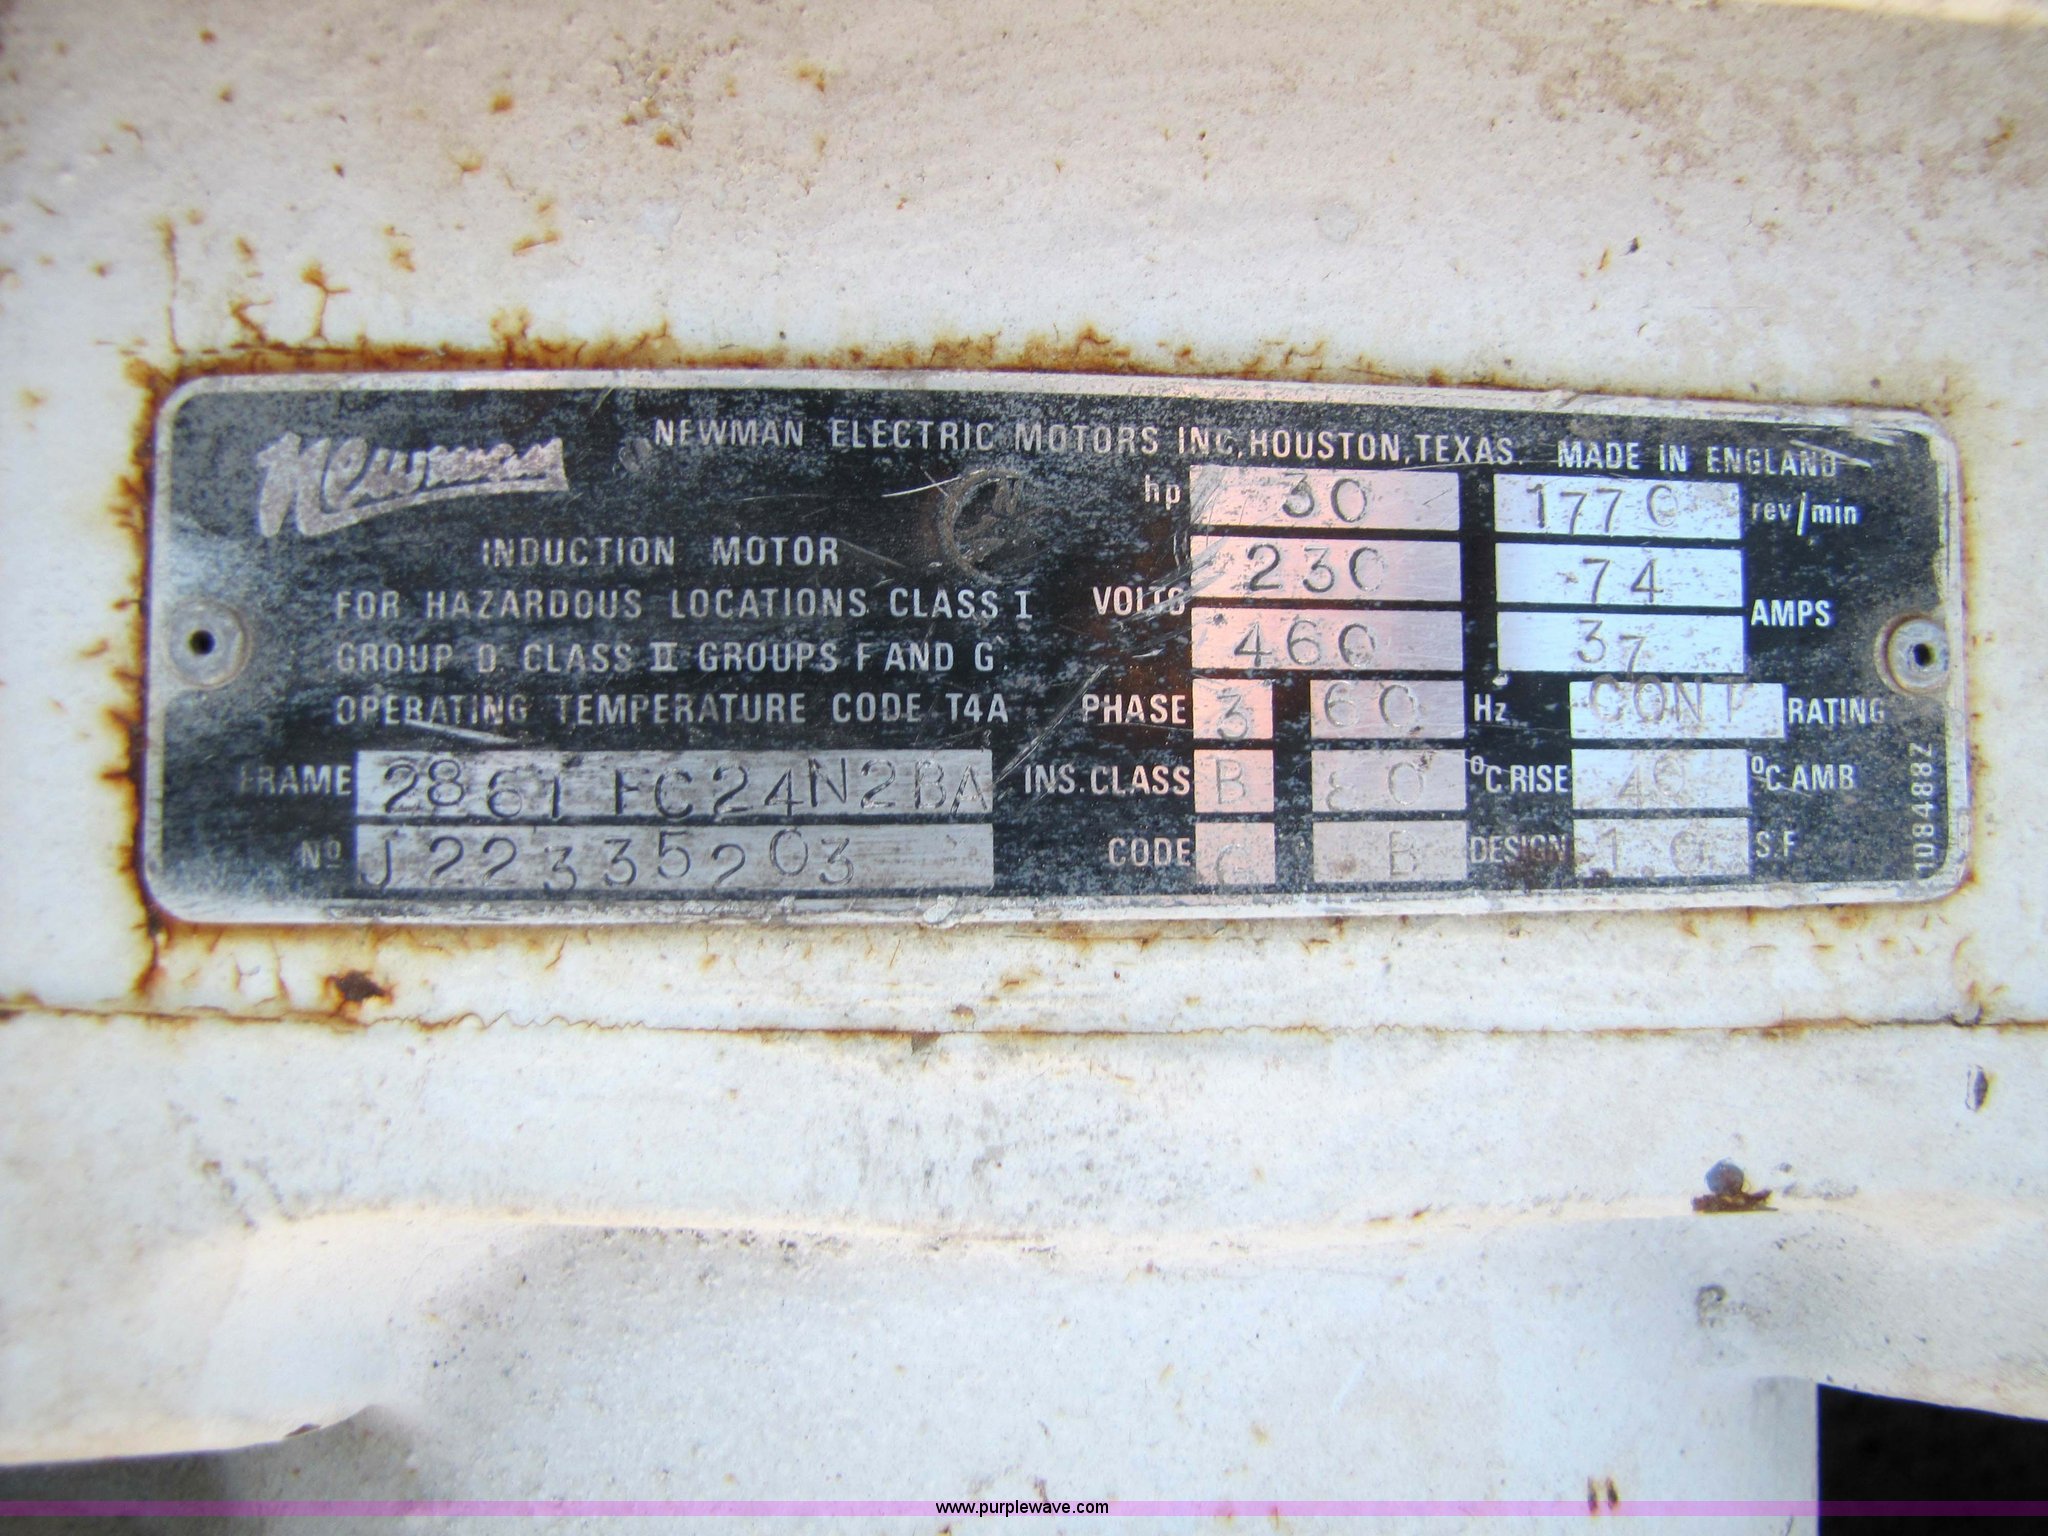 Newman
NEWMAN ELECTRIC MOTORS INC, HOUSTON, TEXAS. MADE IN ENGLAND
INDUCTION MOTOR
FOR HAZARDOUS LOCATIONS CLASS I
GROUP D. CLASS II GROUPS F AND G.
OPERATING TEMPERATURE CODE T4A
FRAME 286T FC24N2BA
Nº J22335203
hp 30 1770 rev/min
VOLTS 230 74 AMPS
460 37
PHASE 3 60 Hz CONT RATING
INS. CLASS B 80 ºC RISE 40 ºC AMB
CODE G B DESIGN 1.0 S.F
108488Z
www.purplewave.com